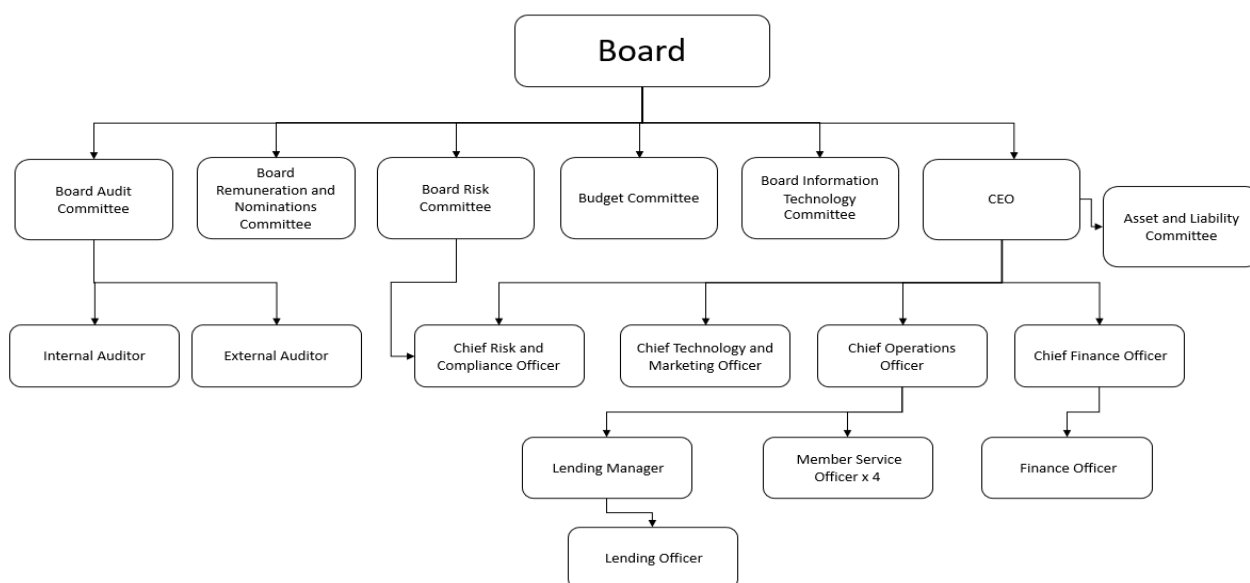 Board
Board Audit
Committee
Board
Remuneration and
Nominations
Committee
Board Risk
Committee
Budget Committee
Board Information
Technology
Committee
CEO
Asset and Liability
Committee
Internal Auditor
External Auditor
Chief Risk and
Compliance Officer
Chief Technology and
Marketing Officer
Chief Operations
Officer
Chief Finance Officer
Lending Manager
Member Service
Officer x 4
Finance Officer
Lending Officer